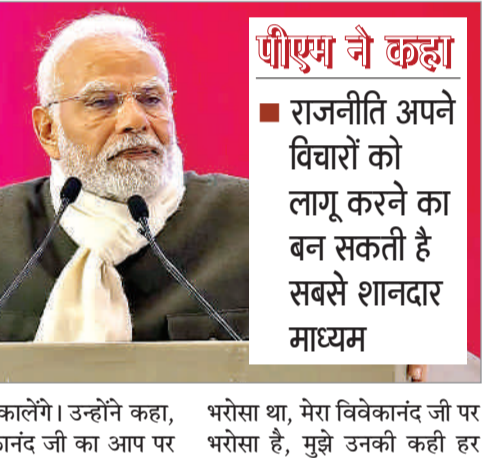 पीएम ने कहा
राजनीति अपने
विचारों को
लागू करने का
बन सकती है
सबसे शानदार
माध्यम
कालेंगे। उन्होंने कहा,
कानंद जी का आप पर
भरोसा था, मेरा विवेकानंद जी पर
भरोसा है, मुझे उनकी कही हर